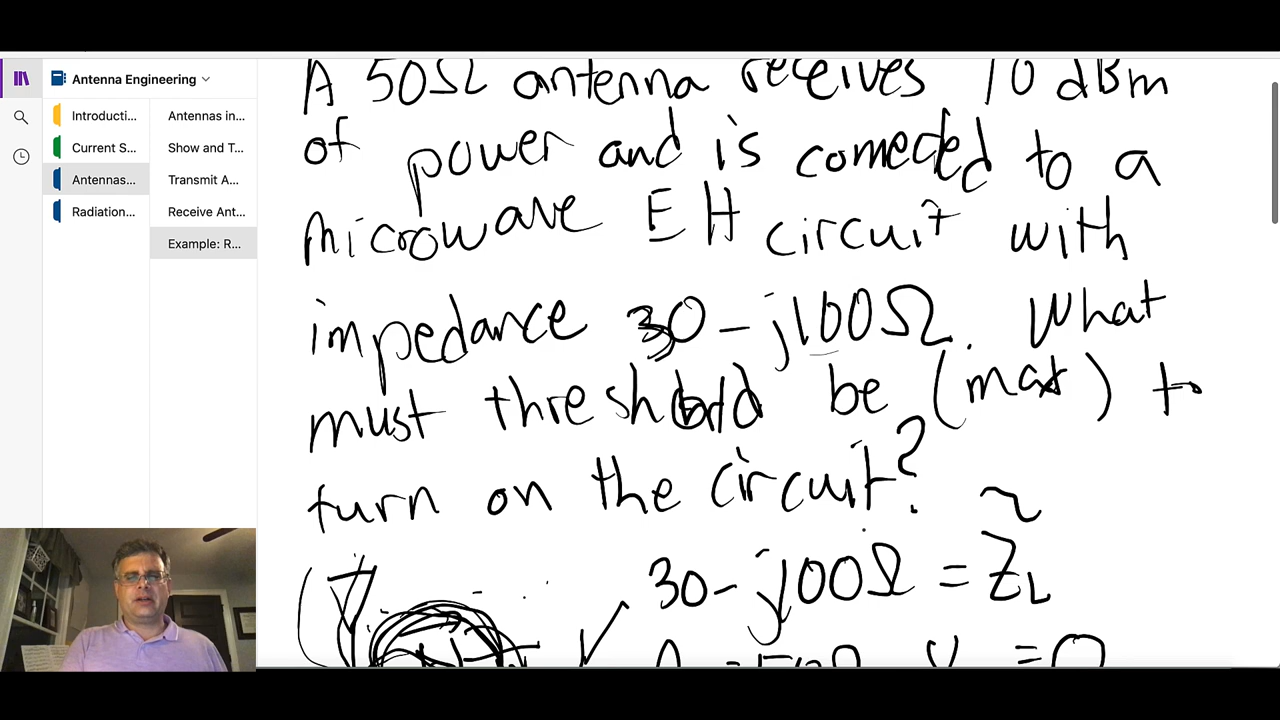 Antenna Engineering
Introducti...
Current S...
Antennas...
Radiation...
Antennas in...
Show and T...
Transmit A...
Receive Ant...
Example: R...
A 50Ω antenna receives 10 dBm
of power and is connected to a
microwave EH circuit with
impedance 30 - j100Ω. What
must threshold be (max) to
turn on the circuit?
30 - j100Ω = Z̃L
= 50Ω = 0